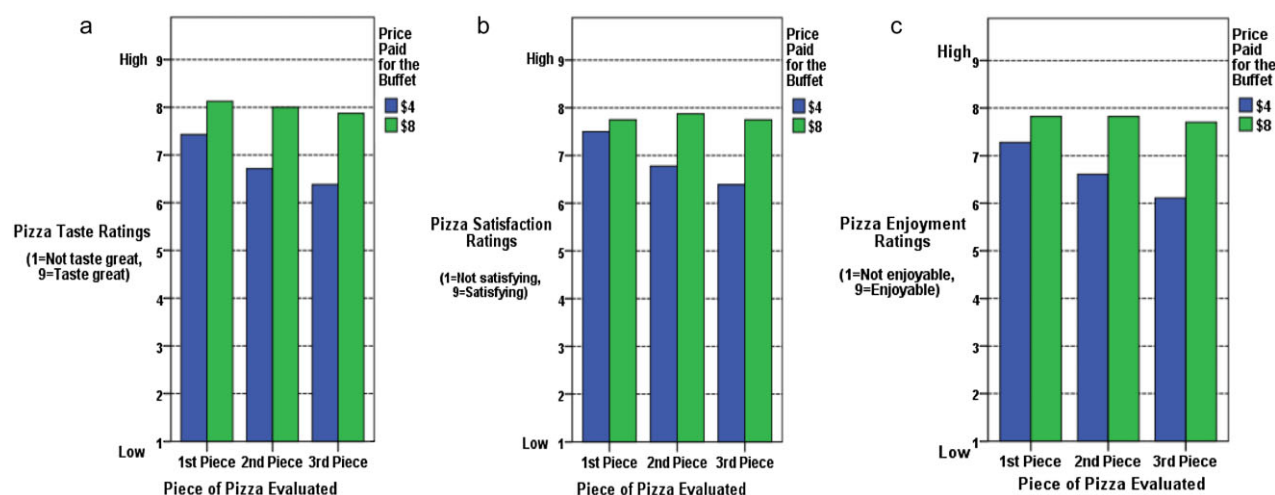 a
Price
Paid
for the
Buffet
$4
$8
High
9
8
7
6
5
4
3
2
1
Low
Pizza Taste Ratings
(1=Not taste great,
9=Taste great)
1st Piece 2nd Piece 3rd Piece
Piece of Pizza Evaluated
b
Price
Paid
for the
Buffet
$4
$8
High
9
8
7
6
5
4
3
2
1
Low
Pizza Satisfaction
Ratings
(1=Not satisfying,
9=Satisfying)
1st Piece 2nd Piece 3rd Piece
Piece of Pizza Evaluated
c
Price
Paid
for the
Buffet
$4
$8
High
9
8
7
6
5
4
3
2
1
Low
Pizza Enjoyment
Ratings
(1=Not enjoyable,
9=Enjoyable)
1st Piece 2nd Piece 3rd Piece
Piece of Pizza Evaluated